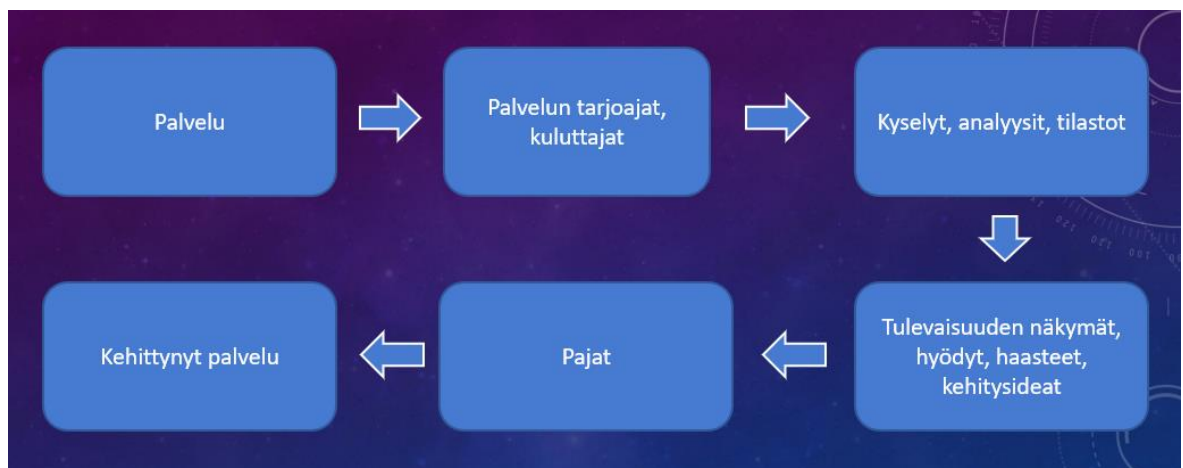 Palvelu
Palvelun tarjoajat,
kuluttajat
Kyselyt, analyysit, tilastot
Tulevaisuuden näkymät,
hyödyt, haasteet,
kehitysideat
Pajat
Kehittynyt palvelu